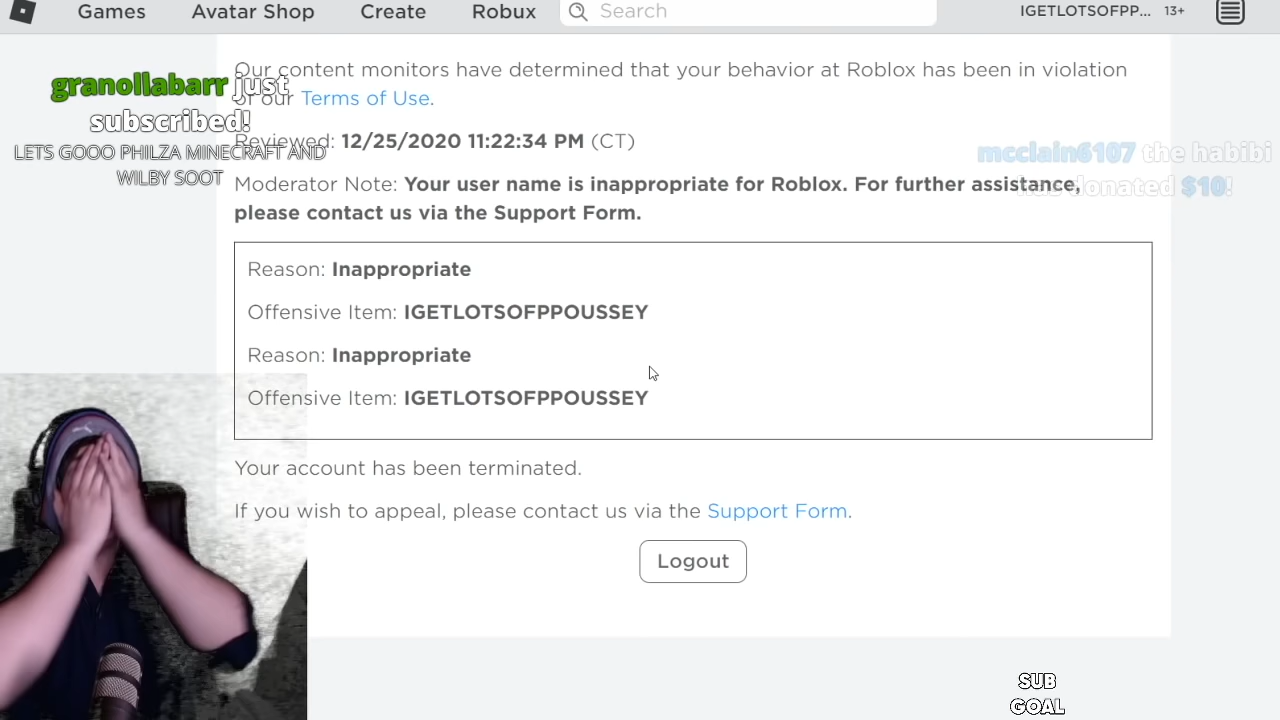 Games Avatar Shop Create Robux Search IGETLOTSOFPP... 13+
Our content monitors have determined that your behavior at Roblox has been in violation
of our Terms of Use.
granollabarr just
subscribed!
LETS GOOO PHILZA MINECRAFT AND
WILBY SOOT
Reviewed: 12/25/2020 11:22:34 PM (CT)
mcclain6107 the habibi
has donated $10!
Moderator Note: Your user name is inappropriate for Roblox. For further assistance,
please contact us via the Support Form.
Reason: Inappropriate
Offensive Item: IGETLOTSOFPPOUSSEY
Reason: Inappropriate
Offensive Item: IGETLOTSOFPPOUSSEY
Your account has been terminated.
If you wish to appeal, please contact us via the Support Form.
Logout
SUB
GOAL